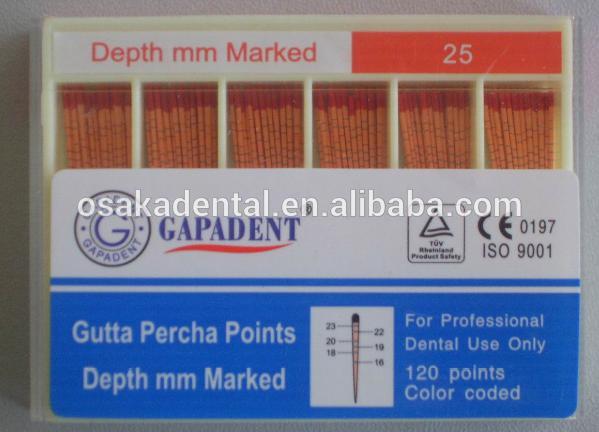 Depth mm Marked 25
osakadental.en.alibaba.com
G
GAPADENT
GAPADENT®
TÜV
Rheinland
Product Safety
CE 0197
ISO 9001
Gutta Percha Points
Depth mm Marked
23
22
20
19
18
16
For Professional
Dental Use Only
120 points
Color coded